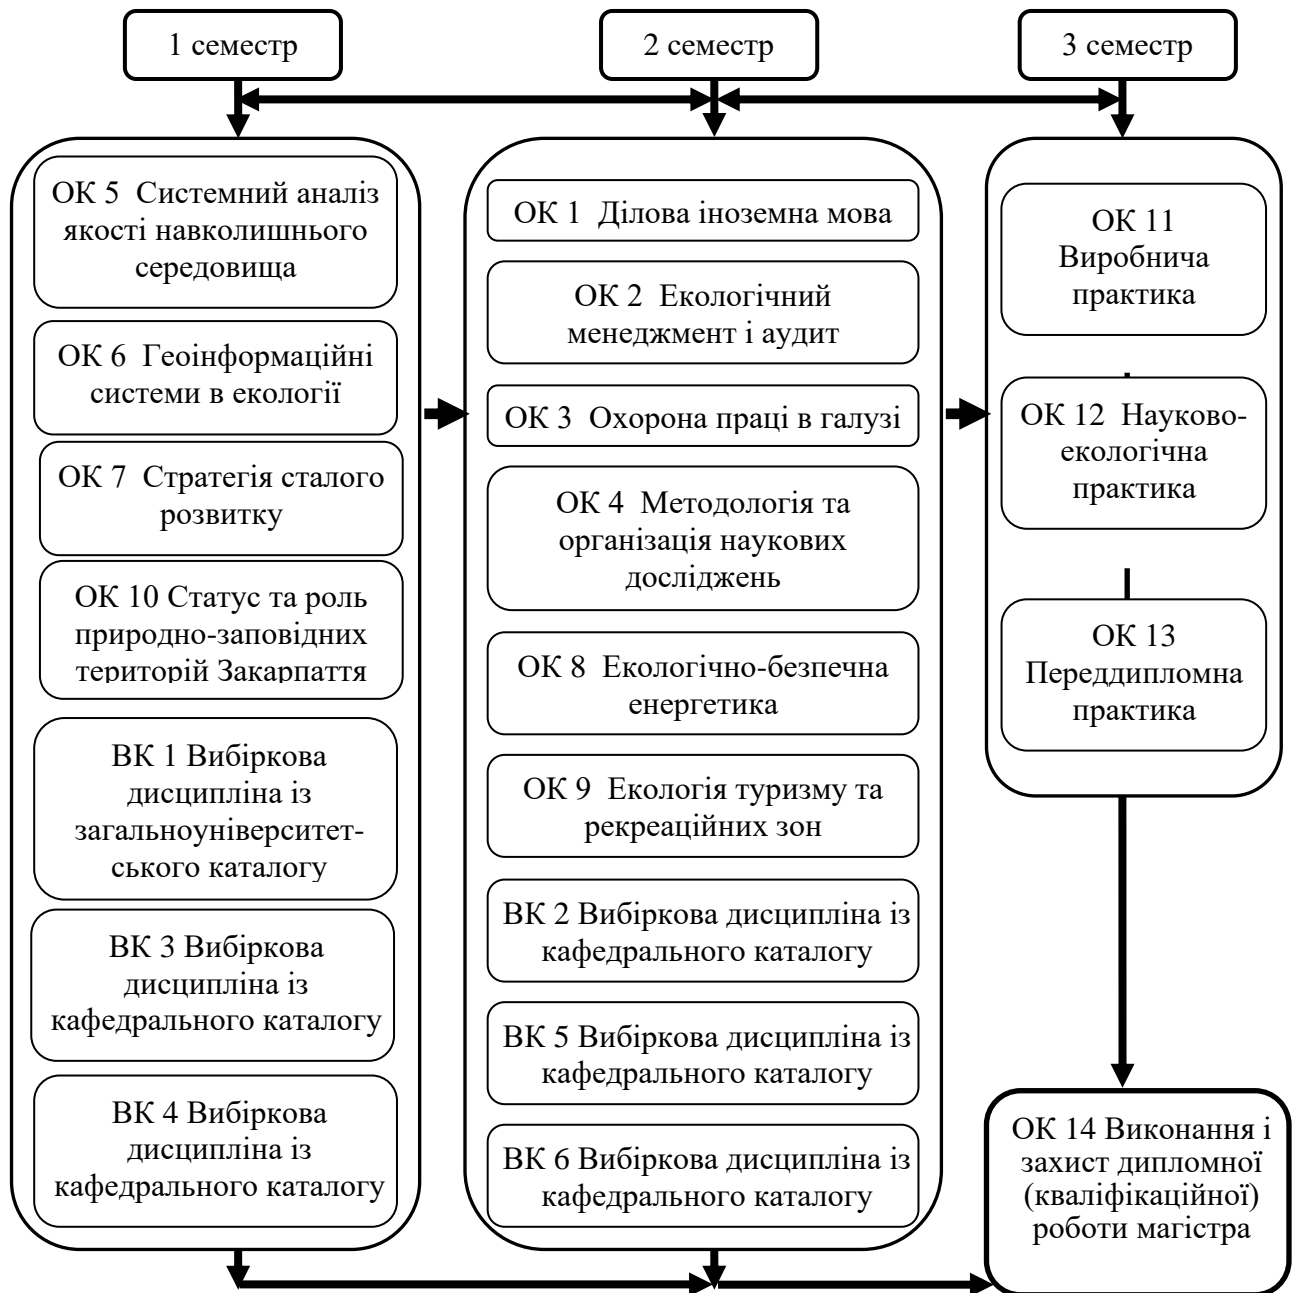 1 семестр
2 семестр
3 семестр
ОК 5 Системний аналіз
якості навколишнього
середовища
ОК 6 Геоінформаційні
системи в екології
ОК 7 Стратегія сталого
розвитку
ОК 10 Статус та роль
природно-заповідних
територій Закарпаття
ВК 1 Вибіркова
дисципліна із
загальноуніверситет-
ського каталогу
ВК 3 Вибіркова
дисципліна із
кафедрального каталогу
ВК 4 Вибіркова
дисципліна із
кафедрального каталогу
ОК 1 Ділова іноземна мова
ОК 2 Екологічний
менеджмент і аудит
ОК 3 Охорона праці в галузі
ОК 4 Методологія та
організація наукових
досліджень
ОК 8 Екологічно-безпечна
енергетика
ОК 9 Екологія туризму та
рекреаційних зон
ВК 2 Вибіркова дисципліна із
кафедрального каталогу
ВК 5 Вибіркова дисципліна із
кафедрального каталогу
ВК 6 Вибіркова дисципліна із
кафедрального каталогу
ОК 11
Виробнича
практика
ОК 12 Науково-
екологічна
практика
ОК 13
Переддипломна
практика
ОК 14 Виконання і
захист дипломної
(кваліфікаційної)
роботи магістра